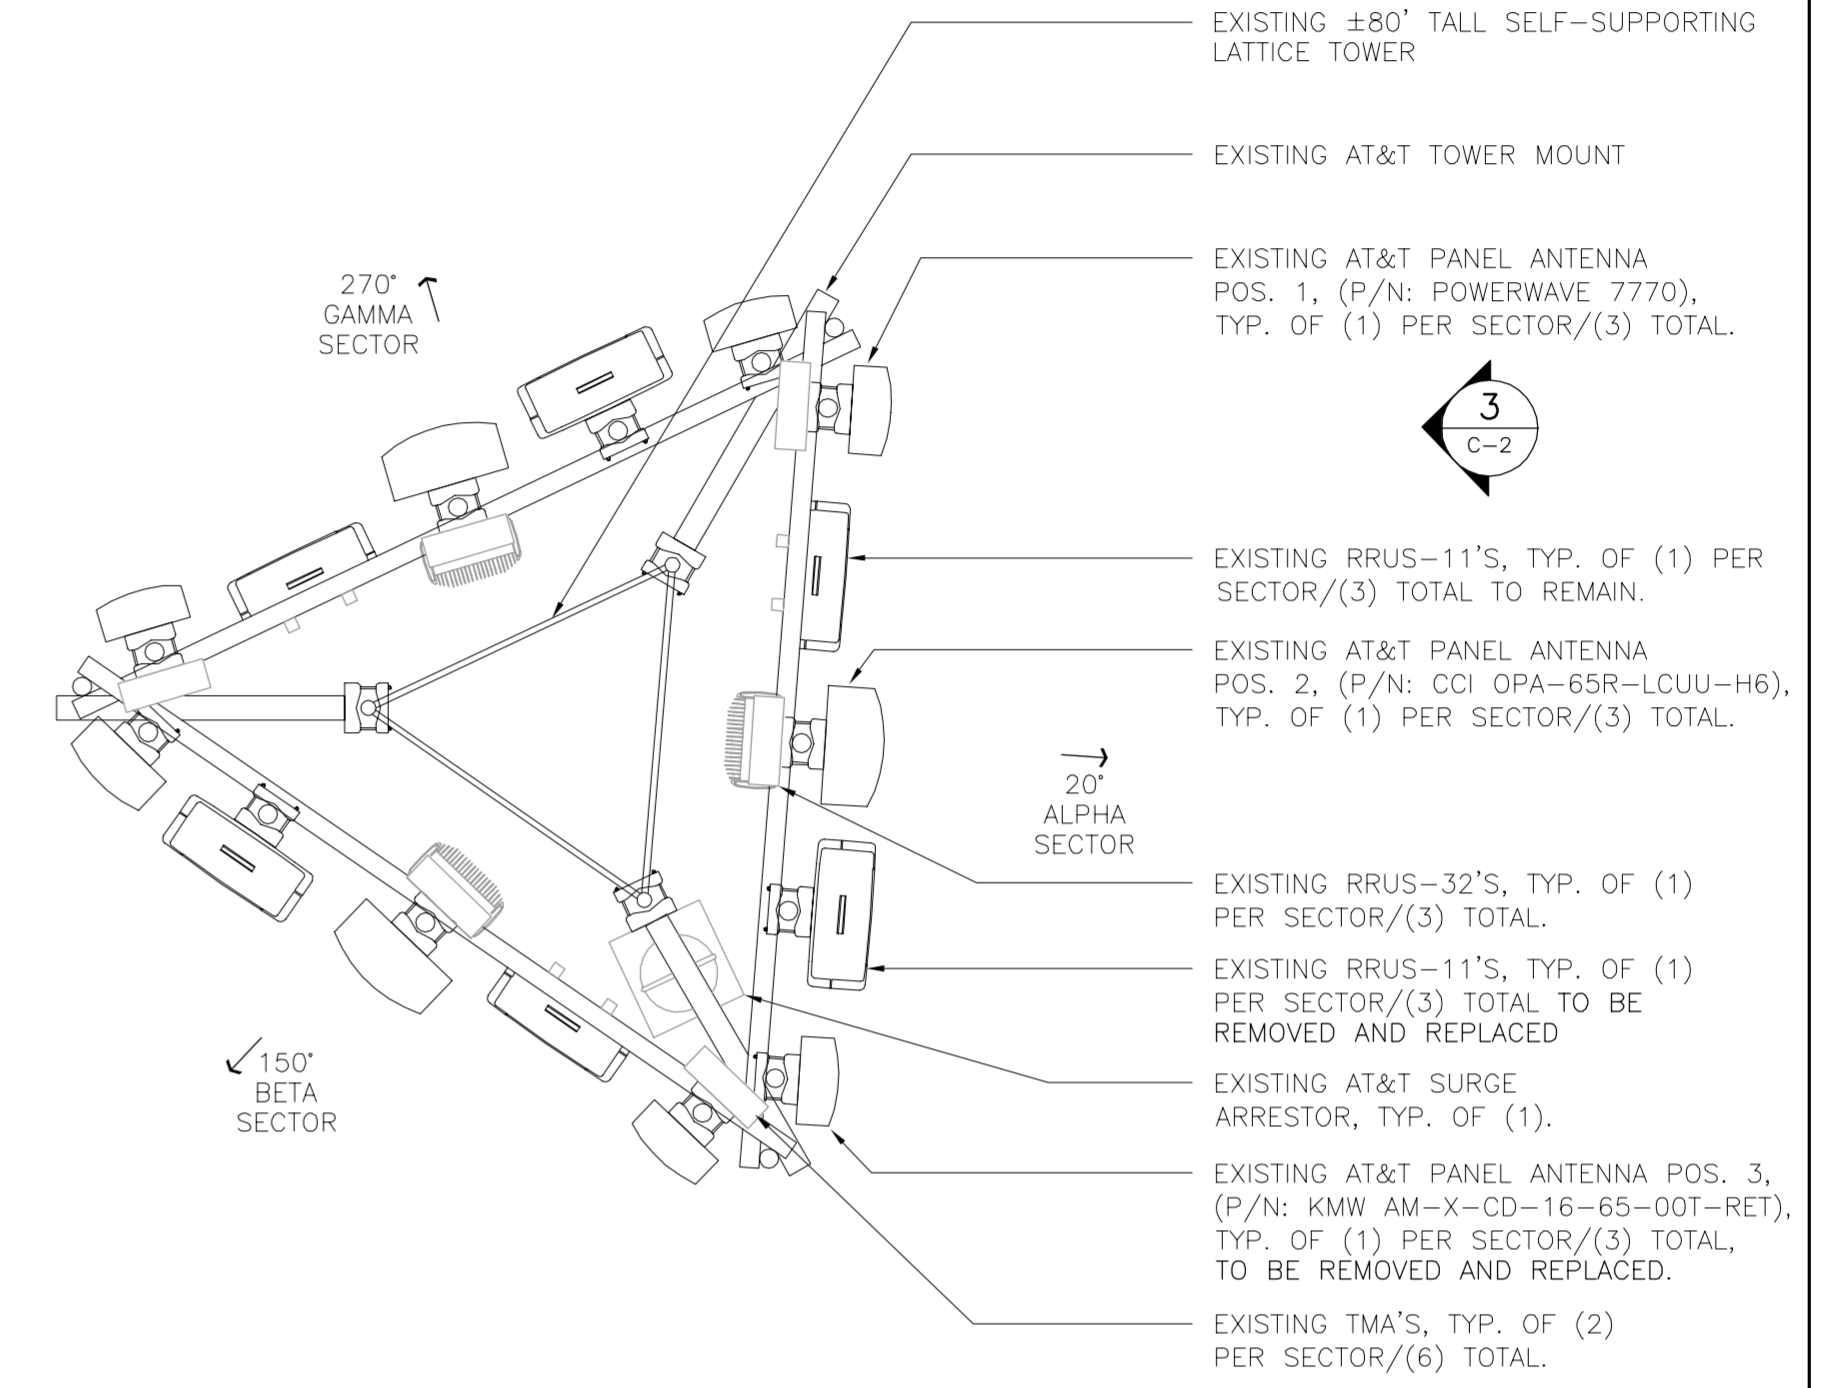 EXISTING ±80' TALL SELF-SUPPORTING
LATTICE TOWER
EXISTING AT&T TOWER MOUNT
EXISTING AT&T PANEL ANTENNA
POS. 1, (P/N: POWERWAVE 7770),
TYP. OF (1) PER SECTOR/(3) TOTAL.
270°
GAMMA
SECTOR
3
C-2
EXISTING RRUS-11'S, TYP. OF (1) PER
SECTOR/(3) TOTAL TO REMAIN.
EXISTING AT&T PANEL ANTENNA
POS. 2, (P/N: CCI OPA-65R-LCUU-H6),
TYP. OF (1) PER SECTOR/(3) TOTAL.
20°
ALPHA
SECTOR
EXISTING RRUS-32'S, TYP. OF (1)
PER SECTOR/(3) TOTAL.
EXISTING RRUS-11'S, TYP. OF (1)
PER SECTOR/(3) TOTAL TO BE
REMOVED AND REPLACED
150°
BETA
SECTOR
EXISTING AT&T SURGE
ARRESTOR, TYP. OF (1).
EXISTING AT&T PANEL ANTENNA POS. 3,
(P/N: KMW AM-X-CD-16-65-00T-RET),
TYP. OF (1) PER SECTOR/(3) TOTAL,
TO BE REMOVED AND REPLACED.
EXISTING TMA'S, TYP. OF (2)
PER SECTOR/(6) TOTAL.